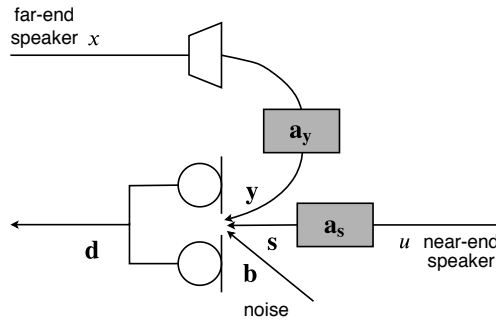 far-end
speaker x
a_y
y
a_s
s
d
b
u near-end
speaker
noise